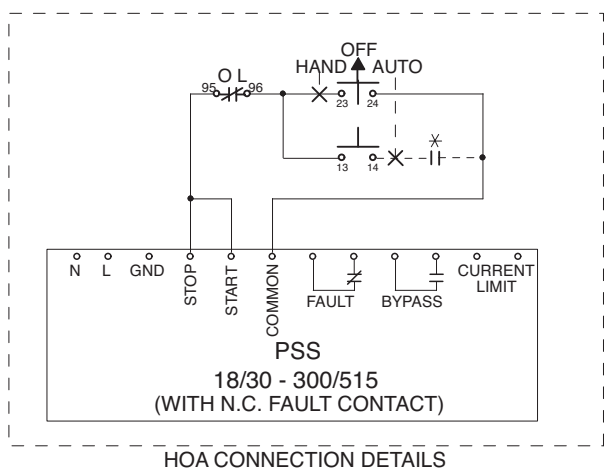 OFF
HAND AUTO
O L
95 96
23 24
13 14
N L GND STOP START COMMON FAULT BYPASS CURRENT LIMIT
PSS
18/30 - 300/515
(WITH N.C. FAULT CONTACT)
HOA CONNECTION DETAILS